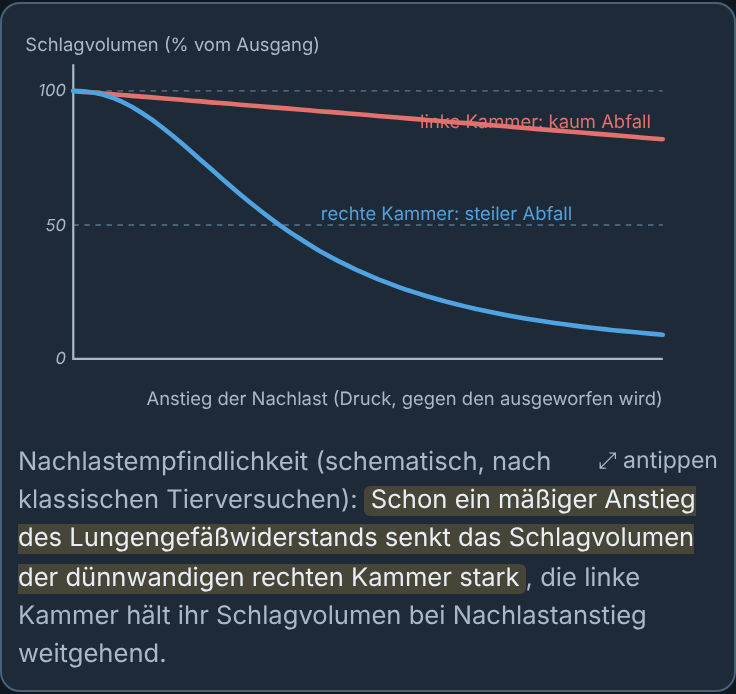 Schlagvolumen (% vom Ausgang)
100
linke Kammer: kaum Abfall
rechte Kammer: steiler Abfall
50
0
Anstieg der Nachlast (Druck, gegen den ausgeworfen wird)
Nachlastempfindlichkeit (schematisch, nach
⤢ antippen
klassischen Tierversuchen): Schon ein mäßiger Anstieg
des Lungengefäßwiderstands senkt das Schlagvolumen
der dünnwandigen rechten Kammer stark, die linke
Kammer hält ihr Schlagvolumen bei Nachlastanstieg
weitgehend.